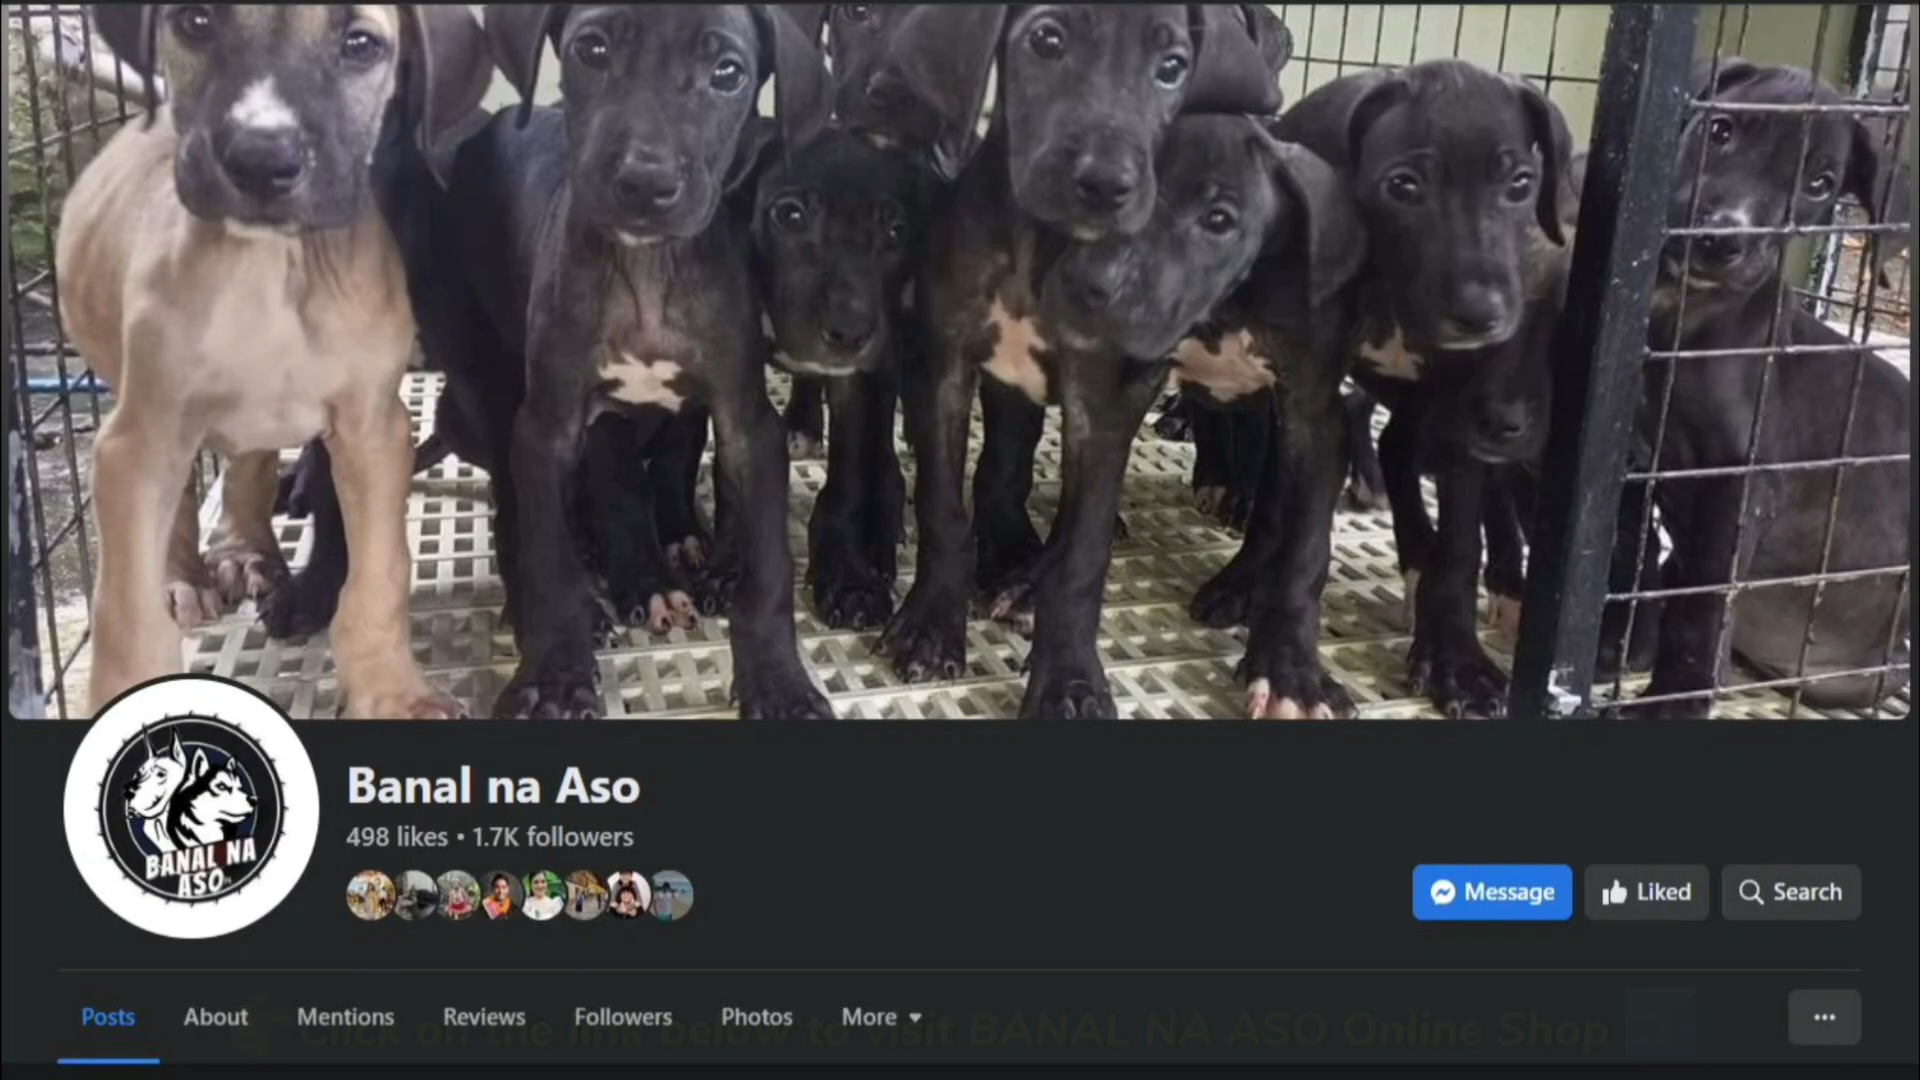 BANAL NA
ASO
Banal na Aso
498 likes • 1.7K followers
Message
Liked
Search
Posts
About
Mentions
Reviews
Followers
Photos
More
Click on the link below to visit BANAL NA ASO Online Shop